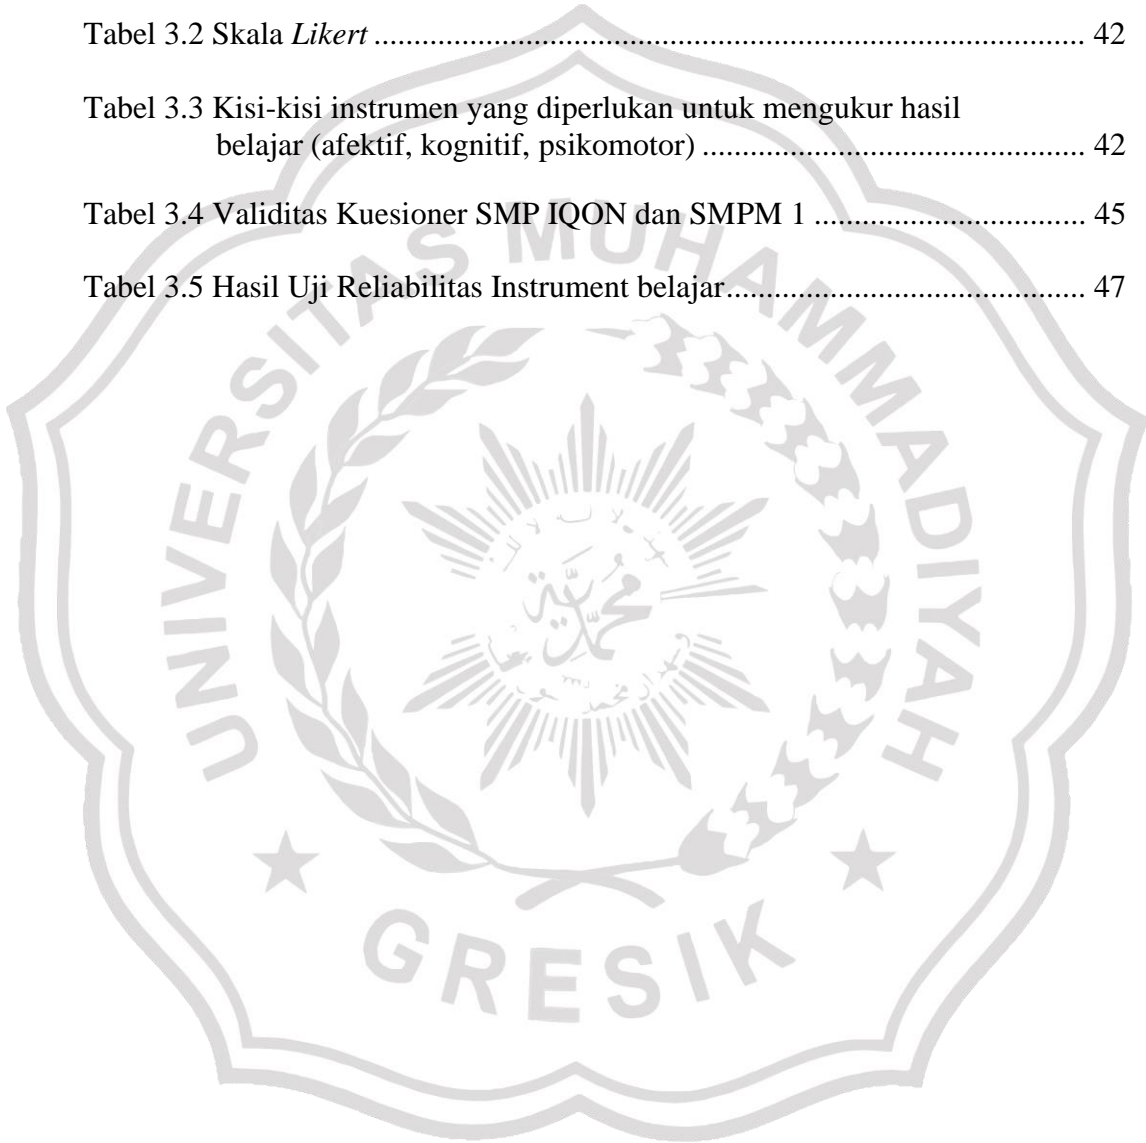 Tabel 3.2 Skala Likert ........................................................................................... 42
Tabel 3.3 Kisi-kisi instrumen yang diperlukan untuk mengukur hasil
belajar (afektif, kognitif, psikomotor) ................................................. 42
Tabel 3.4 Validitas Kuesioner SMP IQON dan SMPM 1 ................................... 45
Tabel 3.5 Hasil Uji Reliabilitas Instrument belajar.............................................. 47
UNIVERSITAS MUHAMMADIYAH
محمد
GRESIK